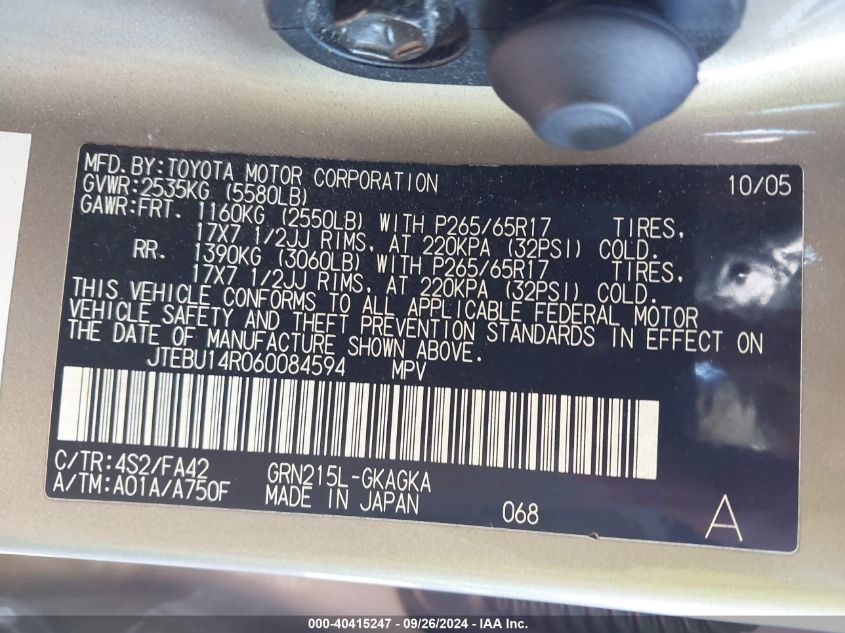 MFD.BY:TOYOTA MOTOR CORPORATION 10/05
GVWR:2535KG (5580LB)
GAWR:FRT. 1160KG (2550LB) WITH P265/65R17 TIRES,
17X7 1/2JJ RIMS, AT 220KPA (32PSI) COLD.
RR. 1390KG (3060LB) WITH P265/65R17 TIRES,
17X7 1/2JJ RIMS, AT 220KPA (32PSI) COLD.
THIS VEHICLE CONFORMS TO ALL APPLICABLE FEDERAL MOTOR
VEHICLE SAFETY AND THEFT PREVENTION STANDARDS IN EFFECT ON
THE DATE OF MANUFACTURE SHOWN ABOVE.
JTEBU14R060084594 MPV
C/TR:4S2/FA42 GRN215L-GKAGKA
A/TM:A01A/A750F MADE IN JAPAN 068 A
000-40415247 - 09/26/2024 - IAA Inc.